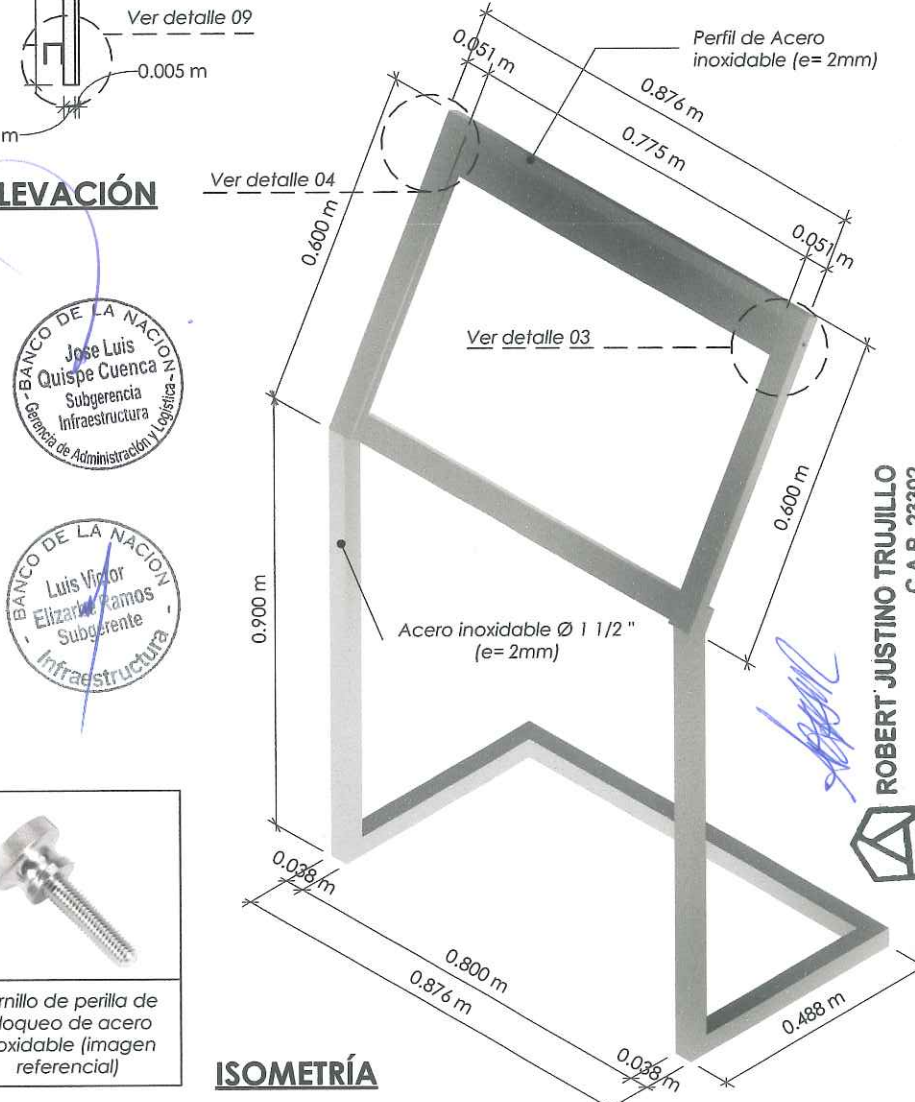 Ver detalle 09
0.005 m
m
LEVACIÓN
Perfil de Acero
inoxidable (e= 2mm)
0.051 m
0.876 m
0.775 m
0.051 m
Ver detalle 04
0.600 m
Ver detalle 03
0.600 m
BANCO DE LA NACION
Jose Luis
Quispe Cuenca
Subgerencia
Infraestructura
Gerencia de Administración y Logística
BANCO DE LA NACION
Luis Victor
Ramos
Subgerente
Infraestructura
0.900 m
Acero inoxidable Ø 1 1/2 "
(e= 2mm)
ROBERT JUSTINO TRUJILLO
C.A.P. 23302
0.038 m
0.800 m
0.876 m
0.038 m
0.488 m
rnillo de perilla de
loqueo de acero
oxidable (imagen
referencial)
ISOMETRÍA